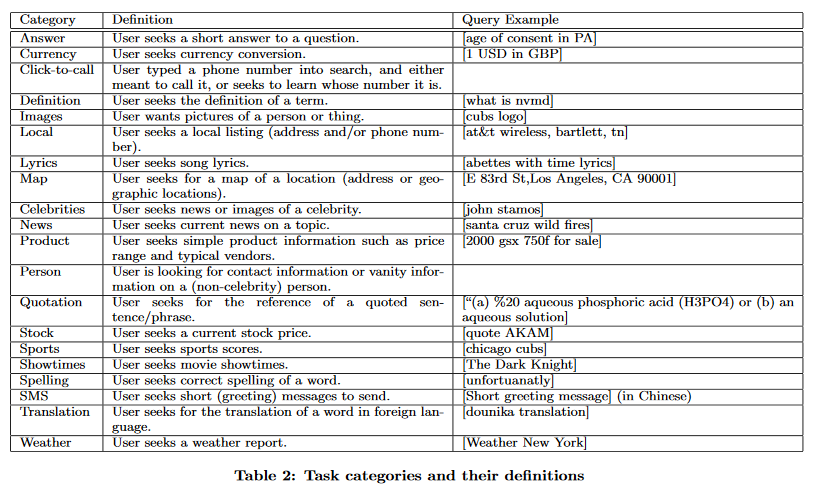 Category Definition Query Example
Answer User seeks a short answer to a question. [age of consent in PA]
Currency User seeks currency conversion. [1 USD in GBP]
Click-to-call User typed a phone number into search, and either
meant to call it, or seeks to learn whose number it is.
Definition User seeks the definition of a term. [what is nvmd]
Images User wants pictures of a person or thing. [cubs logo]
Local User seeks a local listing (address and/or phone num-
ber). [at&t wireless, bartlett, tn]
Lyrics User seeks song lyrics. [abettes with time lyrics]
Map User seeks for a map of a location (address or geo-
graphic locations). [E 83rd St,Los Angeles, CA 90001]
Celebrities User seeks news or images of a celebrity. [john stamos]
News User seeks current news on a topic. [santa cruz wild fires]
Product User seeks simple product information such as price
range and typical vendors. [2000 gsx 750f for sale]
Person User is looking for contact information or vanity infor-
mation on a (non-celebrity) person.
Quotation User seeks for the reference of a quoted sen-
tence/phrase. [“(a) %20 aqueous phosphoric acid (H3PO4) or (b) an
aqueous solution]
Stock User seeks a current stock price. [quote AKAM]
Sports User seeks sports scores. [chicago cubs]
Showtimes User seeks movie showtimes. [The Dark Knight]
Spelling User seeks correct spelling of a word. [unfortuanatly]
SMS User seeks short (greeting) messages to send. [Short greeting message] (in Chinese)
Translation User seeks for the translation of a word in foreign lan-
guage. [dounika translation]
Weather User seeks a weather report. [Weather New York]
Table 2: Task categories and their definitions